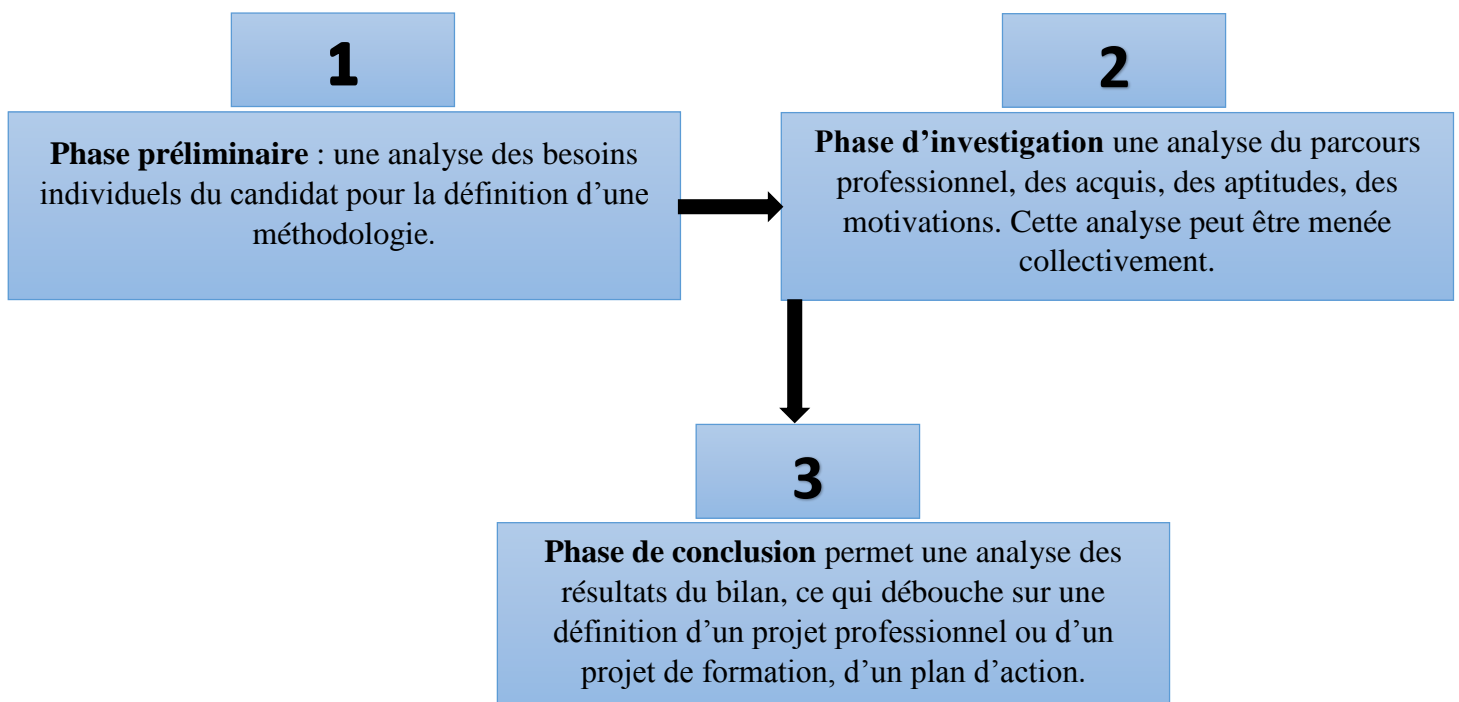 1
Phase préliminaire : une analyse des besoins
individuels du candidat pour la définition d’une
méthodologie.
2
Phase d’investigation une analyse du parcours
professionnel, des acquis, des aptitudes, des
motivations. Cette analyse peut être menée
collectivement.
3
Phase de conclusion permet une analyse des
résultats du bilan, ce qui débouche sur une
définition d’un projet professionnel ou d’un
projet de formation, d’un plan d’action.